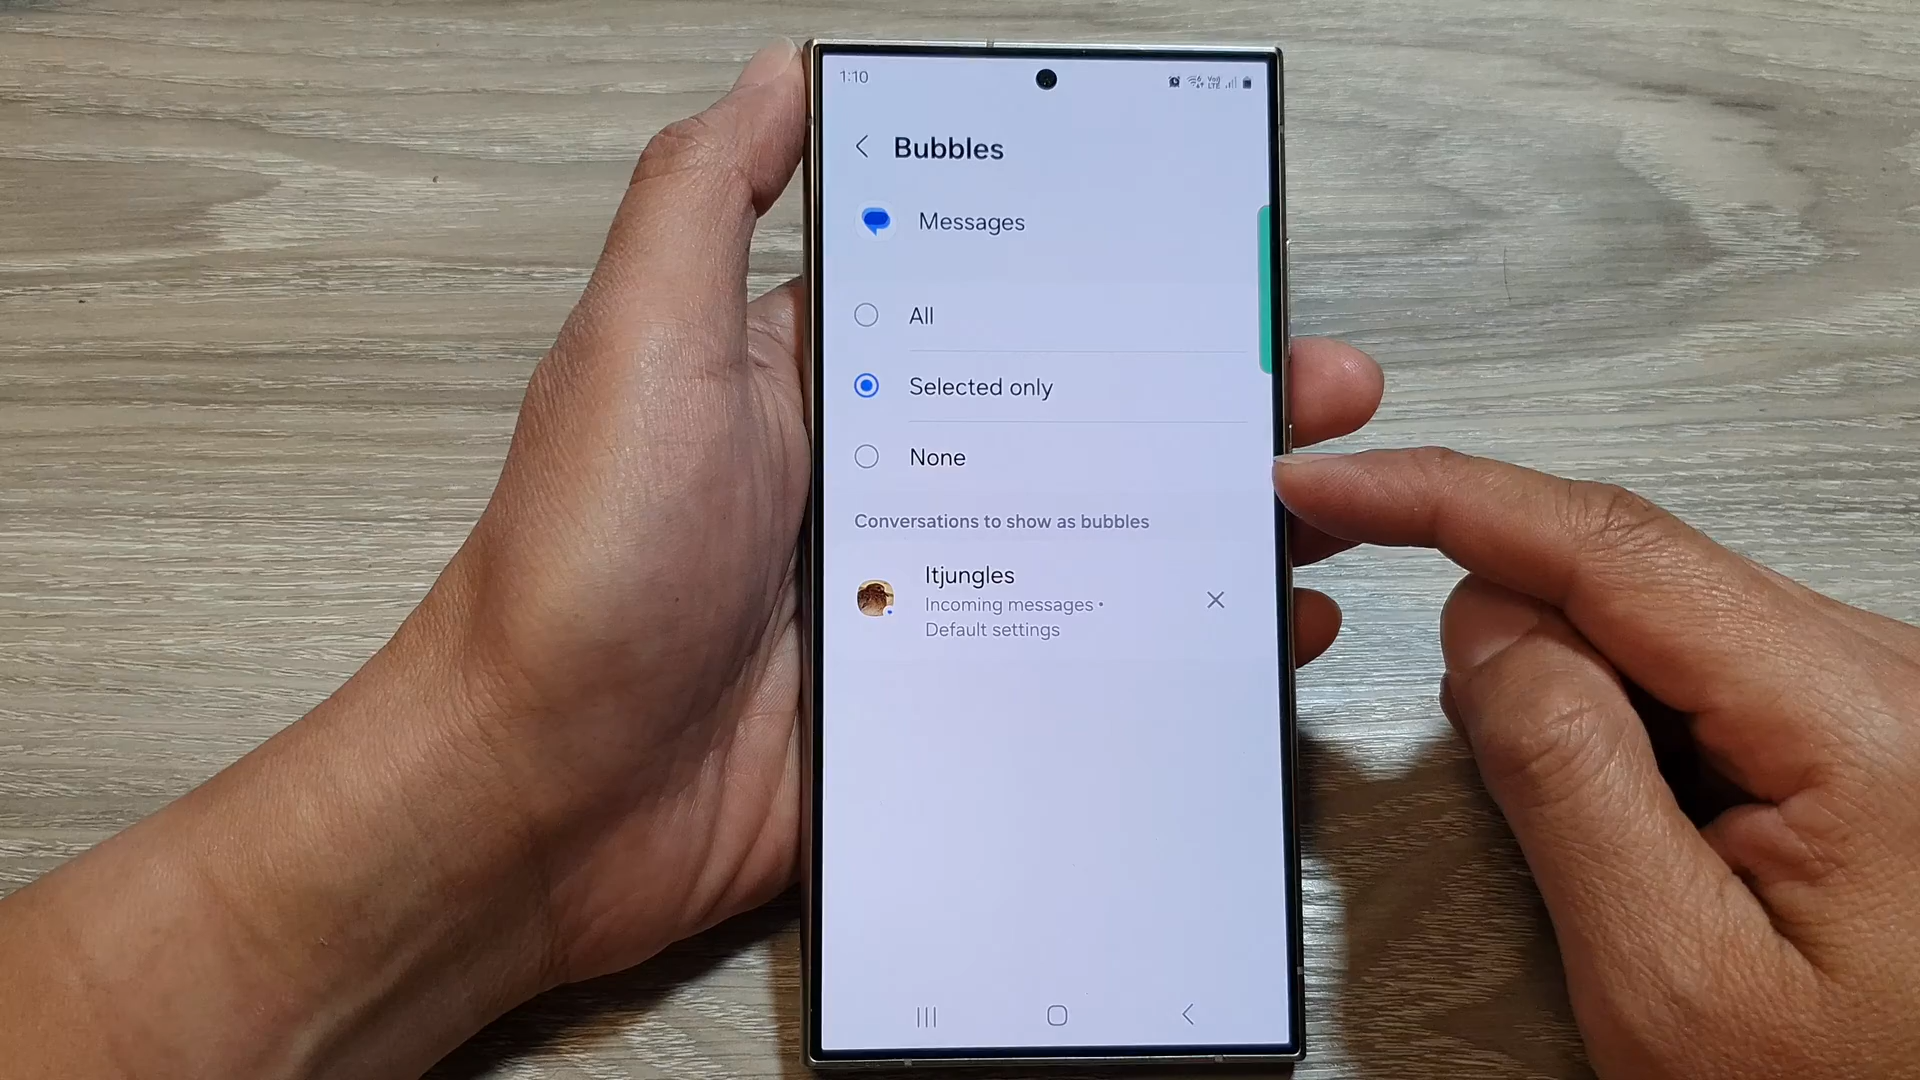 1:10
Bubbles
Messages
All
Selected only
None
Conversations to show as bubbles
Itjungles
Incoming messages •
Default settings